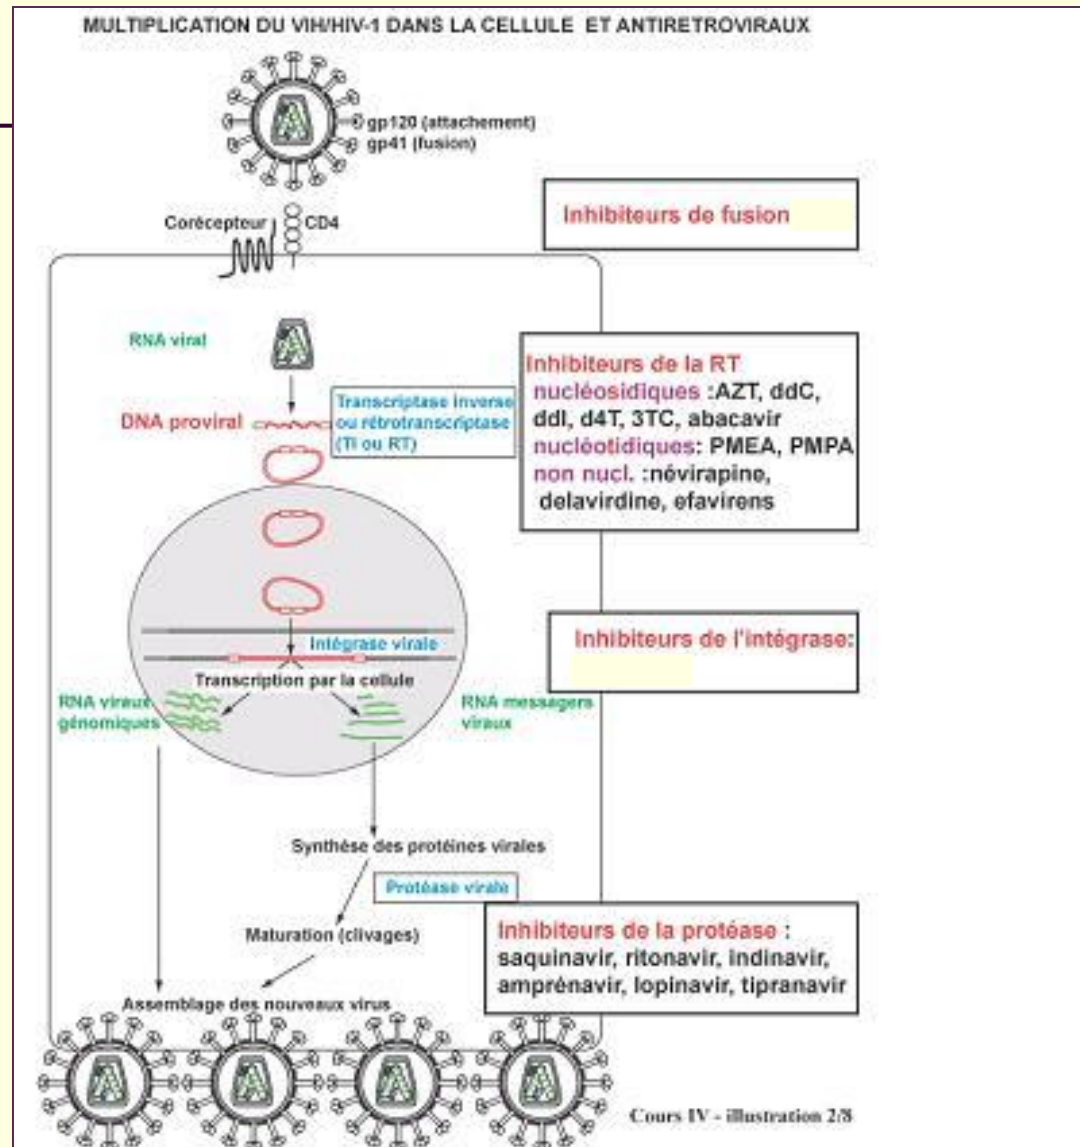 MULTIPLICATION DU VIH/HIV-1 DANS LA CELLULE ET ANTIRETROVIRAUX
gp120 (attachement)
gp41 (fusion)
Inhibiteurs de fusion
Corécepteur
CD4
RNA viral
Inhibiteurs de la RT
nucléosidiques :AZT, ddC,
ddI, d4T, 3TC, abacavir
nucléotidiques: PMEA, PMPA
non nucl. :névirapine,
delavirdine, efavirens
DNA proviral
Transcriptase inverse
ou rétrotranscriptase
(TI ou RT)
Inhibiteurs de l'intégrase:
Intégrase virale
Transcription par la cellule
RNA viraux
génomiques
RNA messagers
viraux
Synthèse des protéines virales
Protéase virale
Maturation (clivages)
Inhibiteurs de la protéase :
saquinavir, ritonavir, indinavir,
amprénavir, lopinavir, tipranavir
Assemblage des nouveaux virus
Cours IV - illustration 2/8